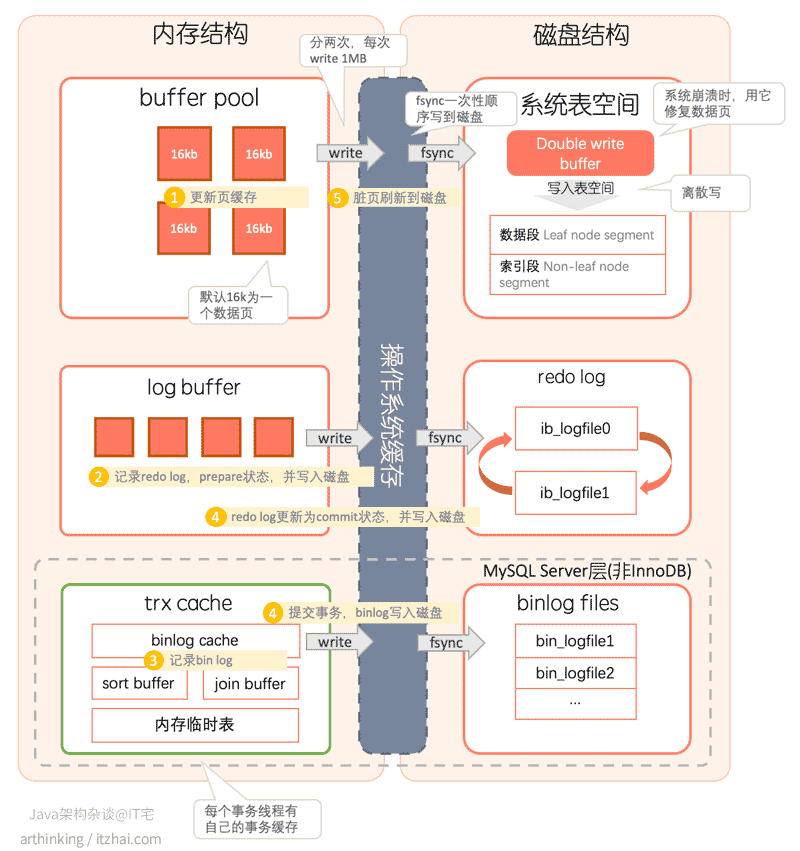 内存结构
磁盘结构
分两次，每次
write 1MB
buffer pool
16kb
16kb
1 更新页缓存
16kb
16kb
默认16k为一
个数据页
write
fsync一次性顺
序写到磁盘
fsync
5 脏页刷新到磁盘
系统表空间
系统崩溃时，用它
修复数据页
Double write
buffer
写入表空间
离散写
数据段 Leaf node segment
索引段 Non-leaf node
segment
操作系统缓存
log buffer
write
fsync
2 记录redo log，prepare状态，并写入磁盘
4 redo log更新为commit状态，并写入磁盘
redo log
ib_logfile0
ib_logfile1
MySQL Server层(非InnoDB)
trx cache
4 提交事务，binlog写入磁盘
binlog cache
write
fsync
3 记录bin log
sort buffer
join buffer
内存临时表
binlog files
bin_logfile1
bin_logfile2
...
每个事务线程有
自己的事务缓存
Java架构杂谈@IT宅
arthinking / itzhai.com